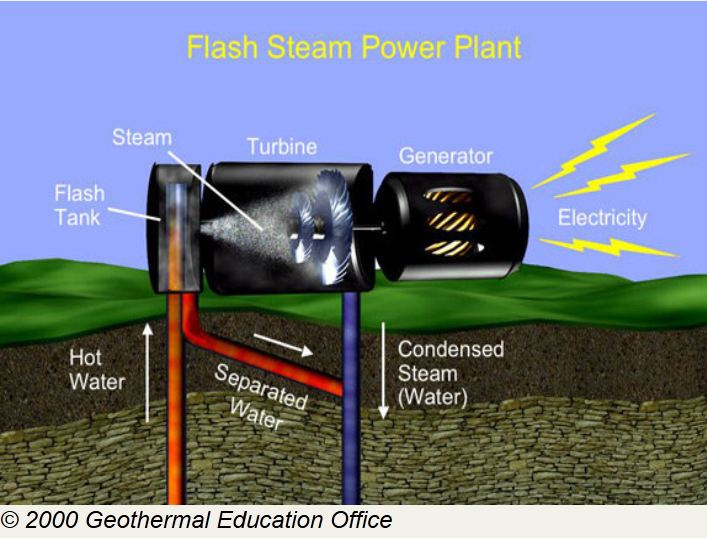 Flash Steam Power Plant
Steam
Turbine
Generator
Flash
Tank
Electricity
Hot
Water
Separated
Water
Condensed
Steam
(Water)
© 2000 Geothermal Education Office